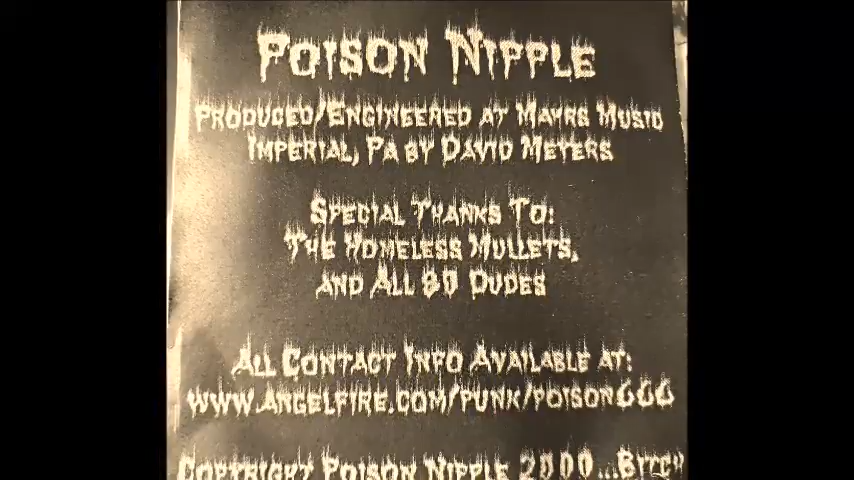 Poison Nipple
Produced/Engineered at Mahrs Music
Imperial, Pa by David Meyers
Special Thanks To:
The Homeless Mullets,
and All 80 Dudes
All Contact Info Available at:
www.angelfire.com/punk/poison666
Copyright Poison Nipple 2000...Bitch